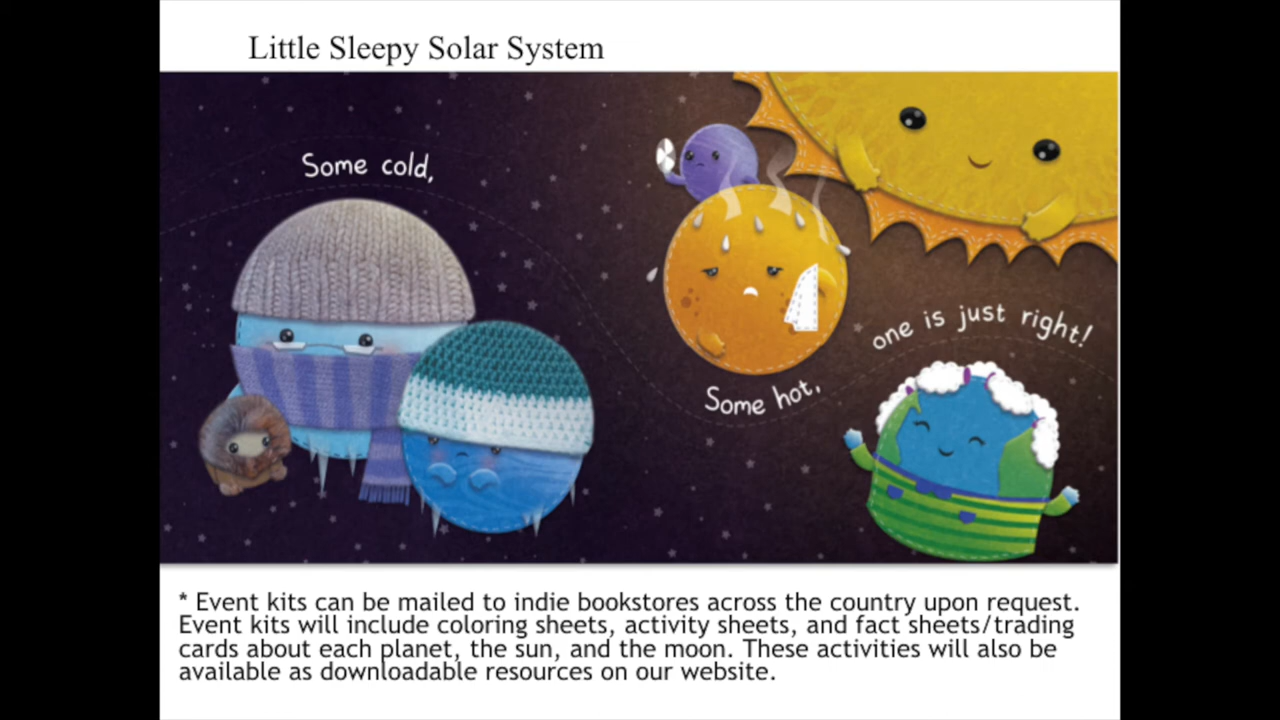 Little Sleepy Solar System
Some cold,
Some hot,
one is just right!
* Event kits can be mailed to indie bookstores across the country upon request.
Event kits will include coloring sheets, activity sheets, and fact sheets/trading
cards about each planet, the sun, and the moon. These activities will also be
available as downloadable resources on our website.